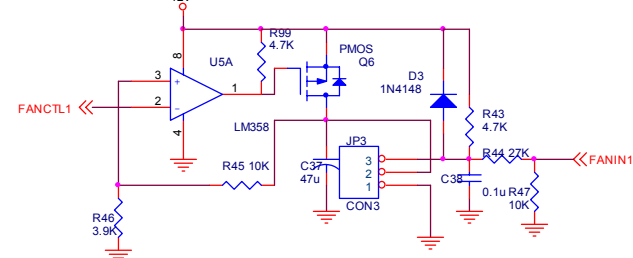 R99
4.7K
PMOS
Q6
8
U5A
D3
1N4148
3
+
1
FANCTL1
2
-
R43
4.7K
4
LM358
JP3
R44 27K
FANIN1
R45 10K
C37
47u
3
2
1
C38
0.1u
R47
10K
CON3
R46
3.9K